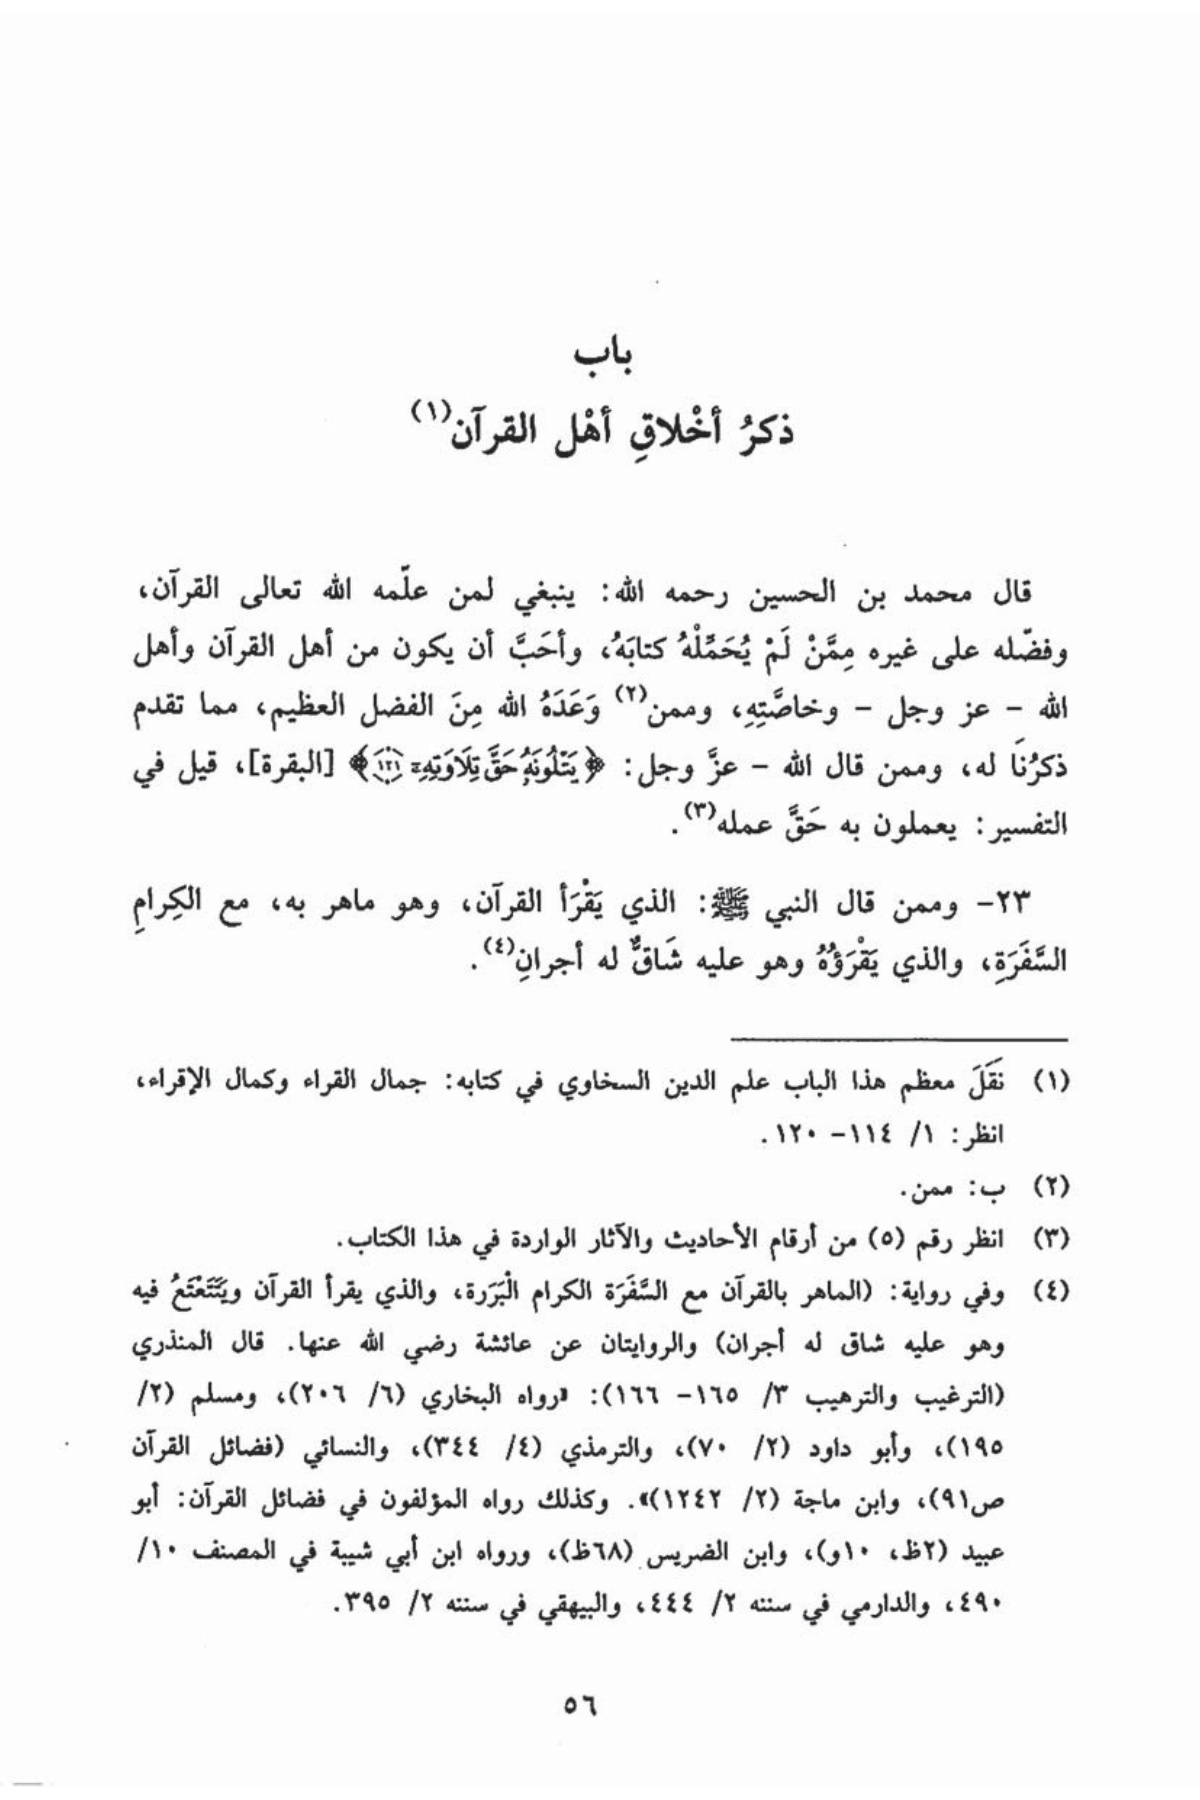 باب
ذكرُ أخْلاقِ أهْل القرآن(١)
قال محمد بن الحسين رحمه الله: ينبغي لمن علّمه الله تعالى القرآن،
وفضّله على غيره مِمَّنْ لَمْ يُحَمِّلْهُ كتابَهُ، وأحَبَّ أن يكون من أهل القرآن وأهل
الله – عز وجل – وخاصَّتِهِ، وممن(٢) وَعَدَهُ الله مِنَ الفضل العظيم، مما تقدم
ذكرُنَا له، وممن قال الله – عزَّ وجل: ﴿يَتْلُونَهُۥ حَقَّ تِلَاوَتِهِۦٓ ١٢١﴾ [البقرة]، قيل في
التفسير: يعملون به حَقَّ عمله(٣).
٢٣– وممن قال النبي ﷺ: الذي يَقْرَأ القرآن، وهو ماهر به، مع الكِرامِ
السَّفَرَةِ، والذي يَقْرَؤُهُ وهو عليه شَاقٌّ له أجرانِ(٤).
(١) نَقَلَ معظم هذا الباب علم الدين السخاوي في كتابه: جمال القراء وكمال الإقراء،
انظر: ١/ ١١٤– ١٢٠.
(٢) ب: ممن.
(٣) انظر رقم (٥) من أرقام الأحاديث والآثار الواردة في هذا الكتاب.
(٤) وفي رواية: (الماهر بالقرآن مع السَّفَرَة الكرام الْبَرَرة، والذي يقرأ القرآن ويَتَتَعْتَعُ فيه
وهو عليه شاق له أجران) والروايتان عن عائشة رضي الله عنها. قال المنذري
(الترغيب والترهيب ٣/ ١٦٥– ١٦٦): «رواه البخاري (٦/ ٢٠٦)، ومسلم (٢/
١٩٥)، وأبو داود (٢/ ٧٠)، والترمذي (٤/ ٣٤٤)، والنسائي (فضائل القرآن
ص٩١)، وابن ماجة (٢/ ١٢٤٢)». وكذلك رواه المؤلفون في فضائل القرآن: أبو
عبيد (٢ظ، ١٠و)، وابن الضريس (٦٨ظ)، ورواه ابن أبي شيبة في المصنف ١٠/
٤٩٠، والدارمي في سننه ٢/ ٤٤٤، والبيهقي في سننه ٢/ ٣٩٥.
٥٦